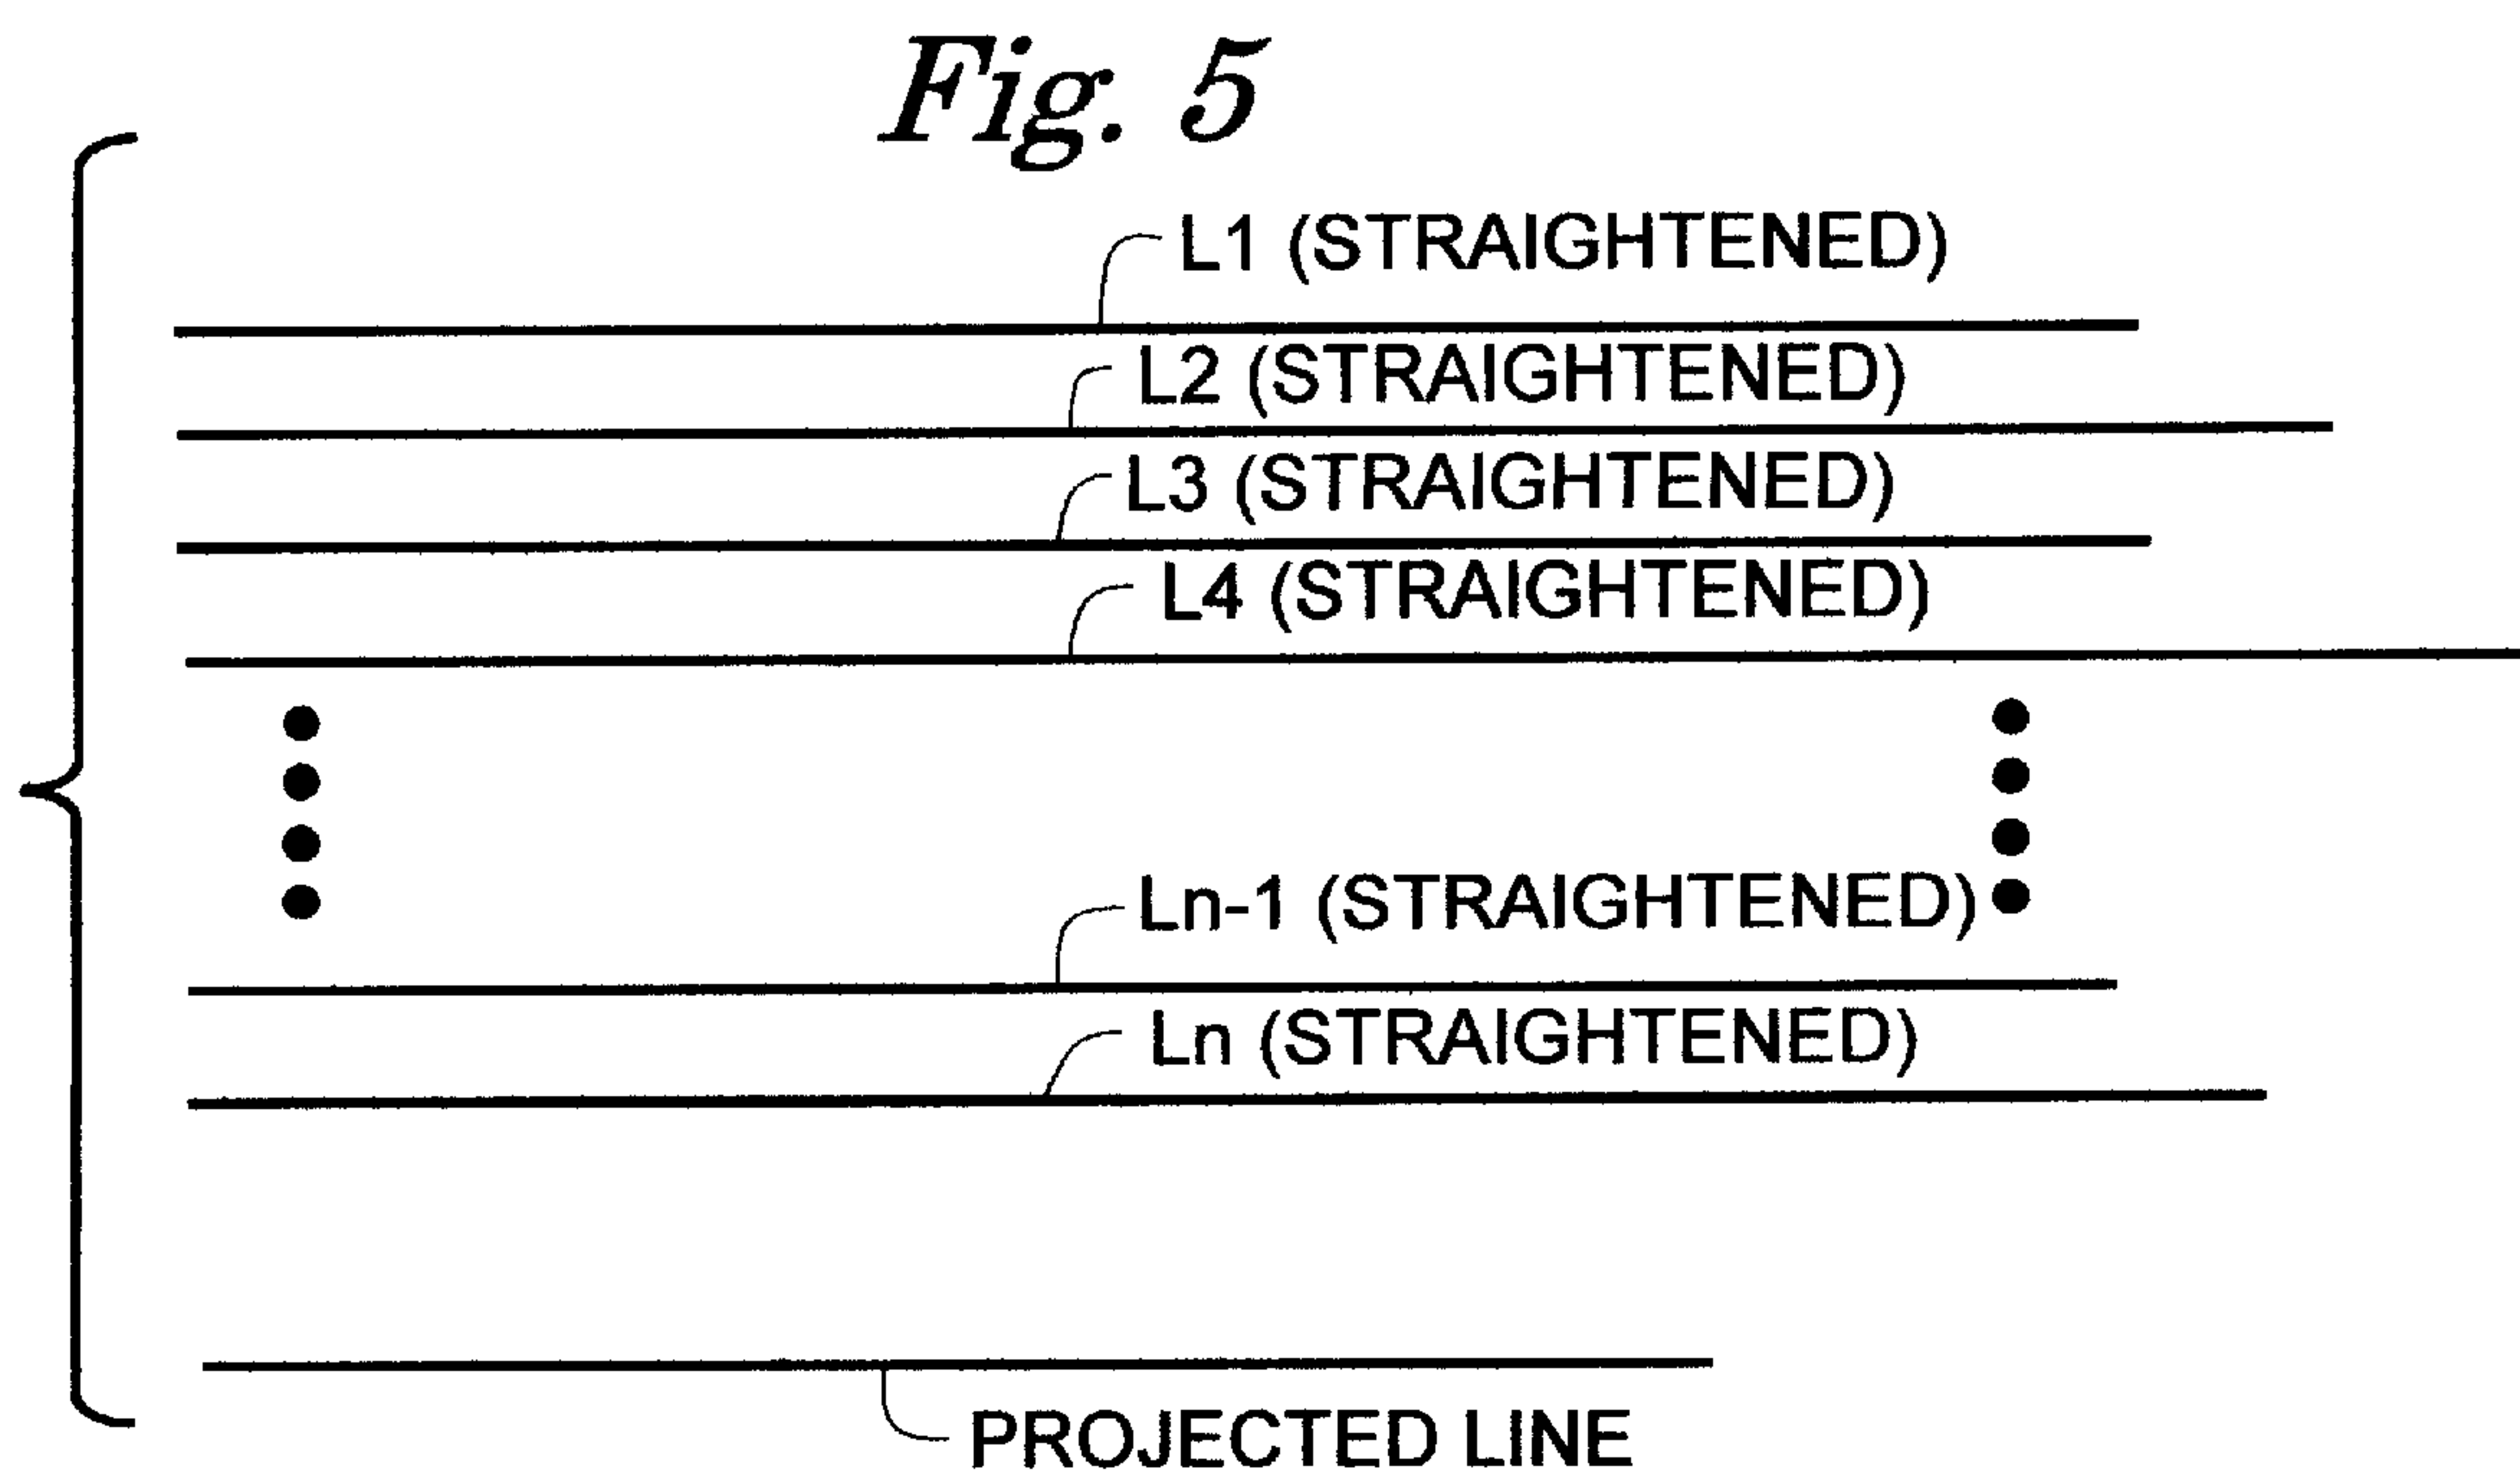 Fig. 5
L1 (STRAIGHTENED)
L2 (STRAIGHTENED)
L3 (STRAIGHTENED)
L4 (STRAIGHTENED)
Ln-1 (STRAIGHTENED)
Ln (STRAIGHTENED)
PROJECTED LINE